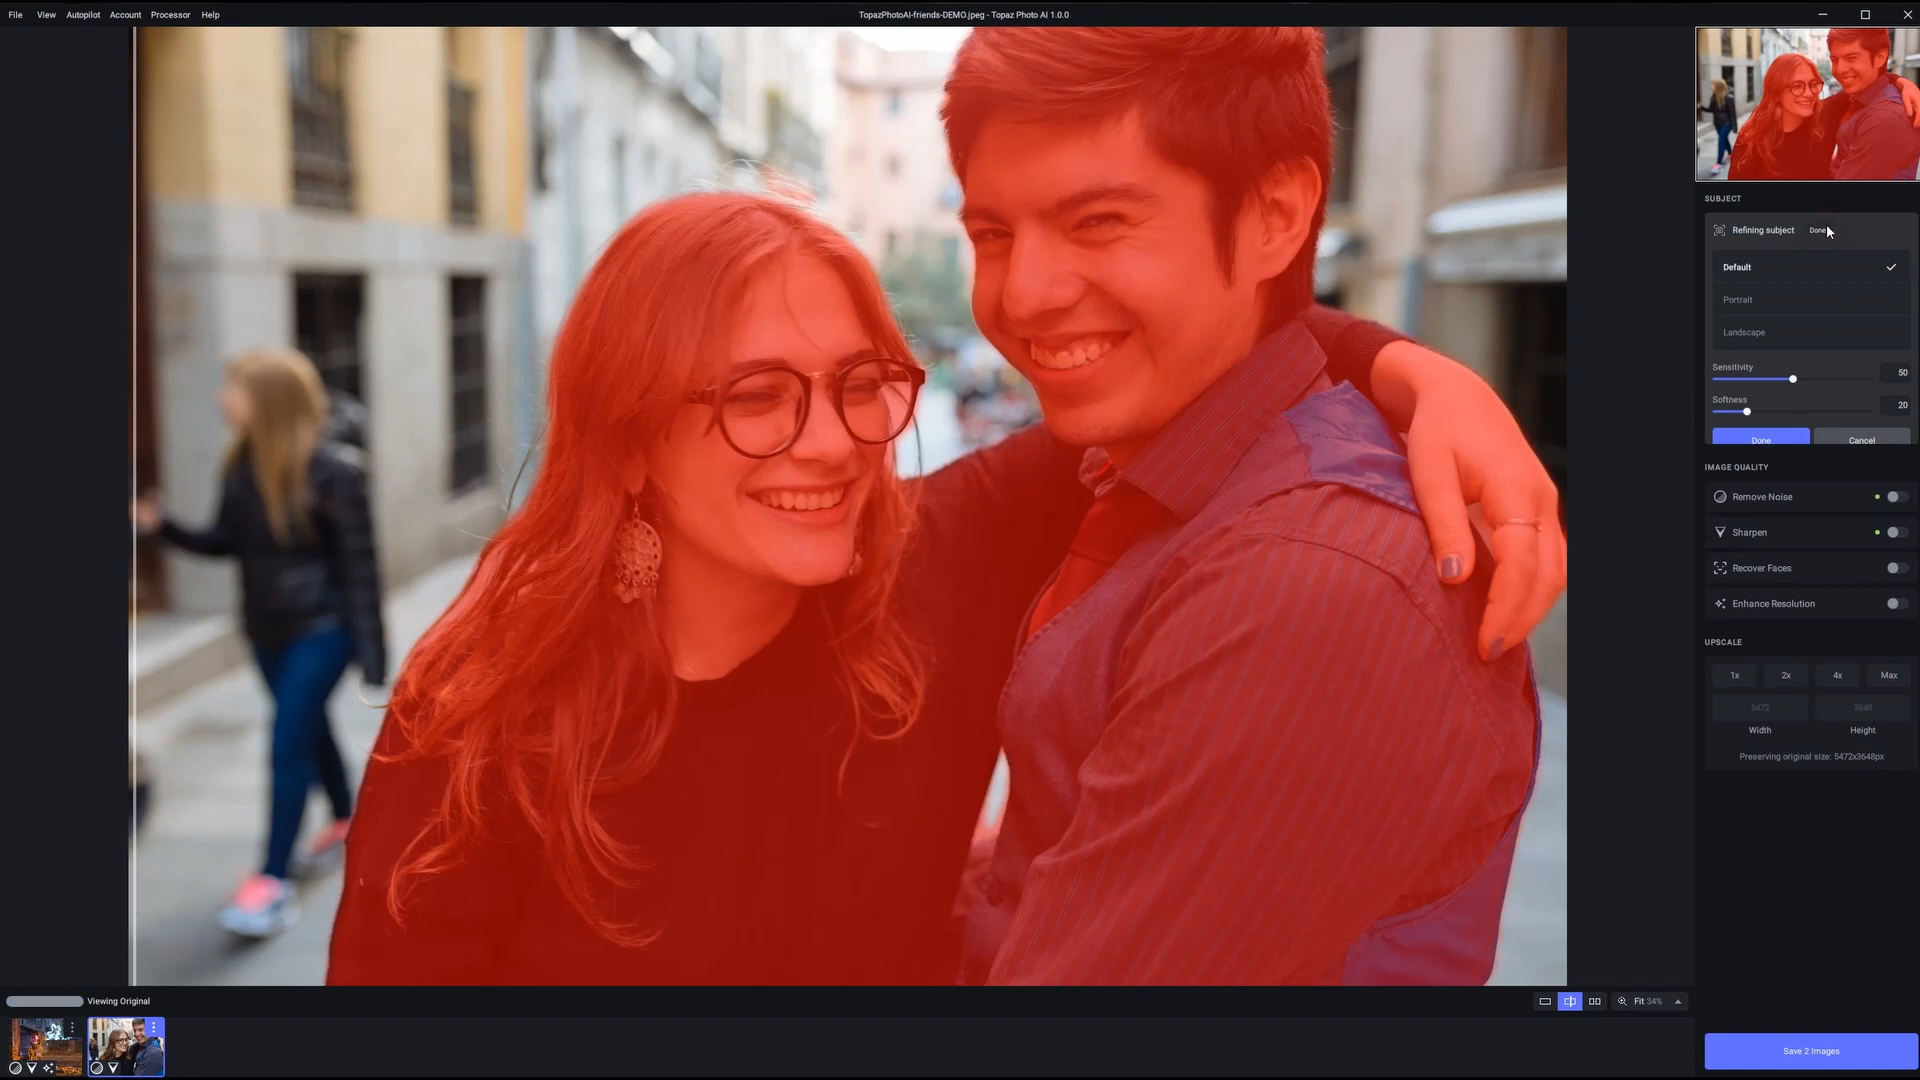 File View Autopilot Account Processor Help
TopazPhotoAI-friends-DEMO.jpeg - Topaz Photo AI 1.0.0
SUBJECT
Refining subject Done
Default
Portrait
Landscape
Sensitivity 50
Softness 20
Done Cancel
IMAGE QUALITY
Remove Noise
Sharpen
Recover Faces
Enhance Resolution
UPSCALE
1x 2x 4x Max
5472 3648
Width Height
Preserving original size: 5472x3648px
Viewing Original
Fit 34%
Save 2 Images